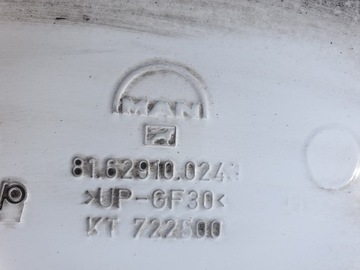 MAN
81.62910.0243
>UP-GF30<
KT 722500